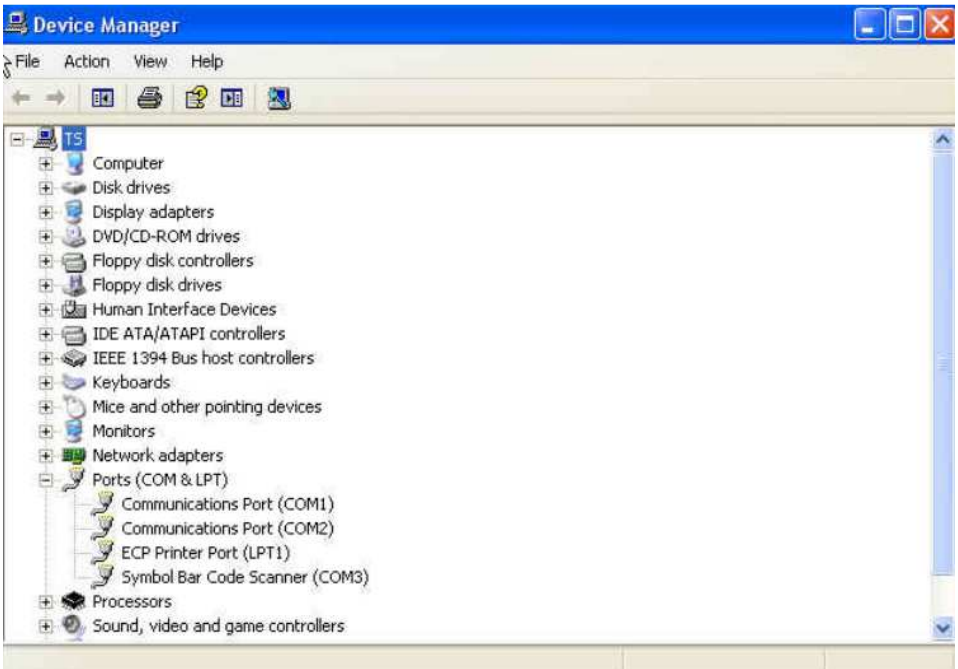 Device Manager
File Action View Help
TS
Computer
Disk drives
Display adapters
DVD/CD-ROM drives
Floppy disk controllers
Floppy disk drives
Human Interface Devices
IDE ATA/ATAPI controllers
IEEE 1394 Bus host controllers
Keyboards
Mice and other pointing devices
Monitors
Network adapters
Ports (COM & LPT)
Communications Port (COM1)
Communications Port (COM2)
ECP Printer Port (LPT1)
Symbol Bar Code Scanner (COM3)
Processors
Sound, video and game controllers